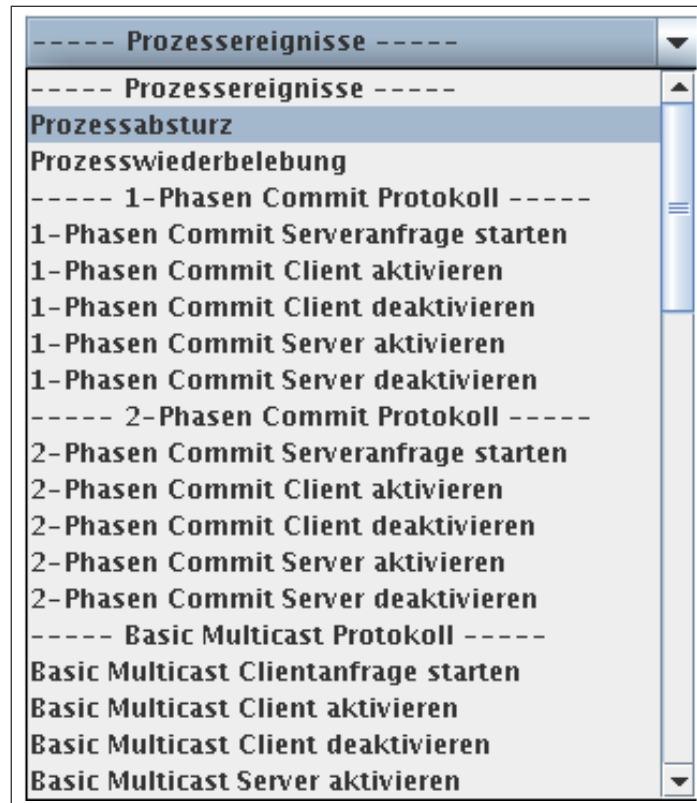 ----- Prozessereignisse -----
----- Prozessereignisse -----
Prozessabsturz
Prozesswiederbelebung
----- 1-Phasen Commit Protokoll -----
1-Phasen Commit Serveranfrage starten
1-Phasen Commit Client aktivieren
1-Phasen Commit Client deaktivieren
1-Phasen Commit Server aktivieren
1-Phasen Commit Server deaktivieren
----- 2-Phasen Commit Protokoll -----
2-Phasen Commit Serveranfrage starten
2-Phasen Commit Client aktivieren
2-Phasen Commit Client deaktivieren
2-Phasen Commit Server aktivieren
2-Phasen Commit Server deaktivieren
----- Basic Multicast Protokoll -----
Basic Multicast Clientanfrage starten
Basic Multicast Client aktivieren
Basic Multicast Client deaktivieren
Basic Multicast Server aktivieren